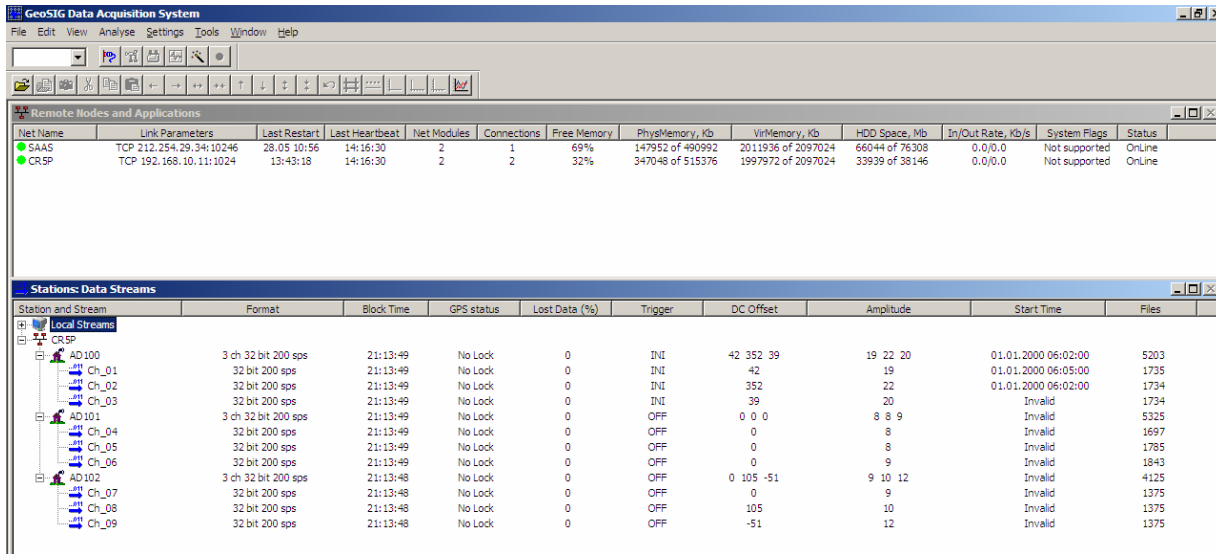 GeoSIG Data Acquisition System
File Edit View Analyse Settings Tools Window Help
Remote Nodes and Applications
Net Name Link Parameters Last Restart Last Heartbeat Net Modules Connections Free Memory PhysMemory, Kb VirMemory, Kb HDD Space, Mb In/Out Rate, Kb/s System Flags Status
SAAS TCP 212.254.29.34:10246 28.05 10:56 14:16:30 2 1 69% 147952 of 490992 2011936 of 2097024 66044 of 76308 0.0/0.0 Not supported OnLine
CR5P TCP 192.168.10.11:1024 13:43:18 14:16:30 2 2 32% 347048 of 515376 1997972 of 2097024 33939 of 38146 0.0/0.0 Not supported OnLine
Stations: Data Streams
Station and Stream Format Block Time GPS status Lost Data (%) Trigger DC Offset Amplitude Start Time Files
Local Streams
CR5P
AD100 3 ch 32 bit 200 sps 21:13:49 No Lock 0 INI 42 352 39 19 22 20 01.01.2000 06:02:00 5203
Ch_01 32 bit 200 sps 21:13:49 No Lock 0 INI 42 19 01.01.2000 06:05:00 1735
Ch_02 32 bit 200 sps 21:13:49 No Lock 0 INI 352 22 01.01.2000 06:02:00 1734
Ch_03 32 bit 200 sps 21:13:49 No Lock 0 INI 39 20 Invalid 1734
AD101 3 ch 32 bit 200 sps 21:13:49 No Lock 0 OFF 0 0 0 8 8 9 Invalid 5325
Ch_04 32 bit 200 sps 21:13:49 No Lock 0 OFF 0 8 Invalid 1697
Ch_05 32 bit 200 sps 21:13:49 No Lock 0 OFF 0 8 Invalid 1785
Ch_06 32 bit 200 sps 21:13:49 No Lock 0 OFF 0 9 Invalid 1843
AD102 3 ch 32 bit 200 sps 21:13:48 No Lock 0 OFF 0 105 -51 9 10 12 Invalid 4125
Ch_07 32 bit 200 sps 21:13:48 No Lock 0 OFF 0 9 Invalid 1375
Ch_08 32 bit 200 sps 21:13:48 No Lock 0 OFF 105 10 Invalid 1375
Ch_09 32 bit 200 sps 21:13:48 No Lock 0 OFF -51 12 Invalid 1375